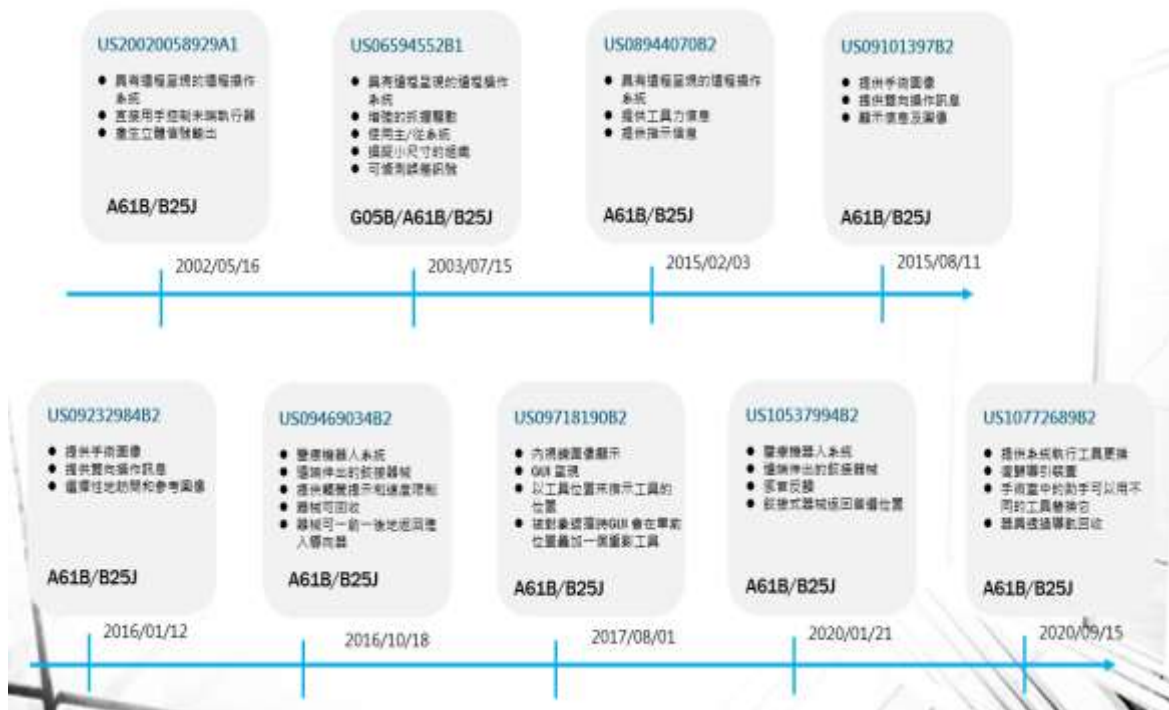 US20020058929A1
● 具有遠程呈現的遠程操作
系統
● 直接用手控制末端執行器
● 產生立體信號輸出
A61B/B25J
2002/05/16
US06594552B1
● 具有遠程呈現的遠程操作
系統
● 增強的抓握驅動
● 使用主/從系統
● 小尺寸的組織
● 可偵測誤差訊號
G05B/A61B/B25J
2003/07/15
US08944070B2
● 具有遠程呈現的遠程操作
系統
● 提供工具力信息
● 提供指示信息
A61B/B25J
2015/02/03
US09101397B2
● 提供手術圖像
● 提供雙向操作訊息
● 顯示信息及圖像
A61B/B25J
2015/08/11
US09232984B2
● 提供手術圖像
● 提供雙向操作訊息
● 選擇性地訪問和參考圖像
A61B/B25J
2016/01/12
US09469034B2
● 醫療機器人系統
● 遠端伸出的鉸接器械
● 提供觸覺提示和速度限制
● 器械可回收
● 器械可一前一後地返回進
入導向器
A61B/B25J
2016/10/18
US09718190B2
● 內視鏡圖像顯示
● GUI 呈現
● 以工具位置來指示工具的
位置
● 被對象遮擋時GUI 會在單前
位置疊加一個重影工具
A61B/B25J
2017/08/01
US10537994B2
● 醫療機器人系統
● 遠端伸出的鉸接器械
● 感官反饋
● 鉸接式器械返回首選位置
A61B/B25J
2020/01/21
US10772689B2
● 提供系統執行工具更換
● 導引裝置
● 手術室中的助手可以用不
同的工具替換它
● 器具透過導軌回收
A61B/B25J
2020/09/15